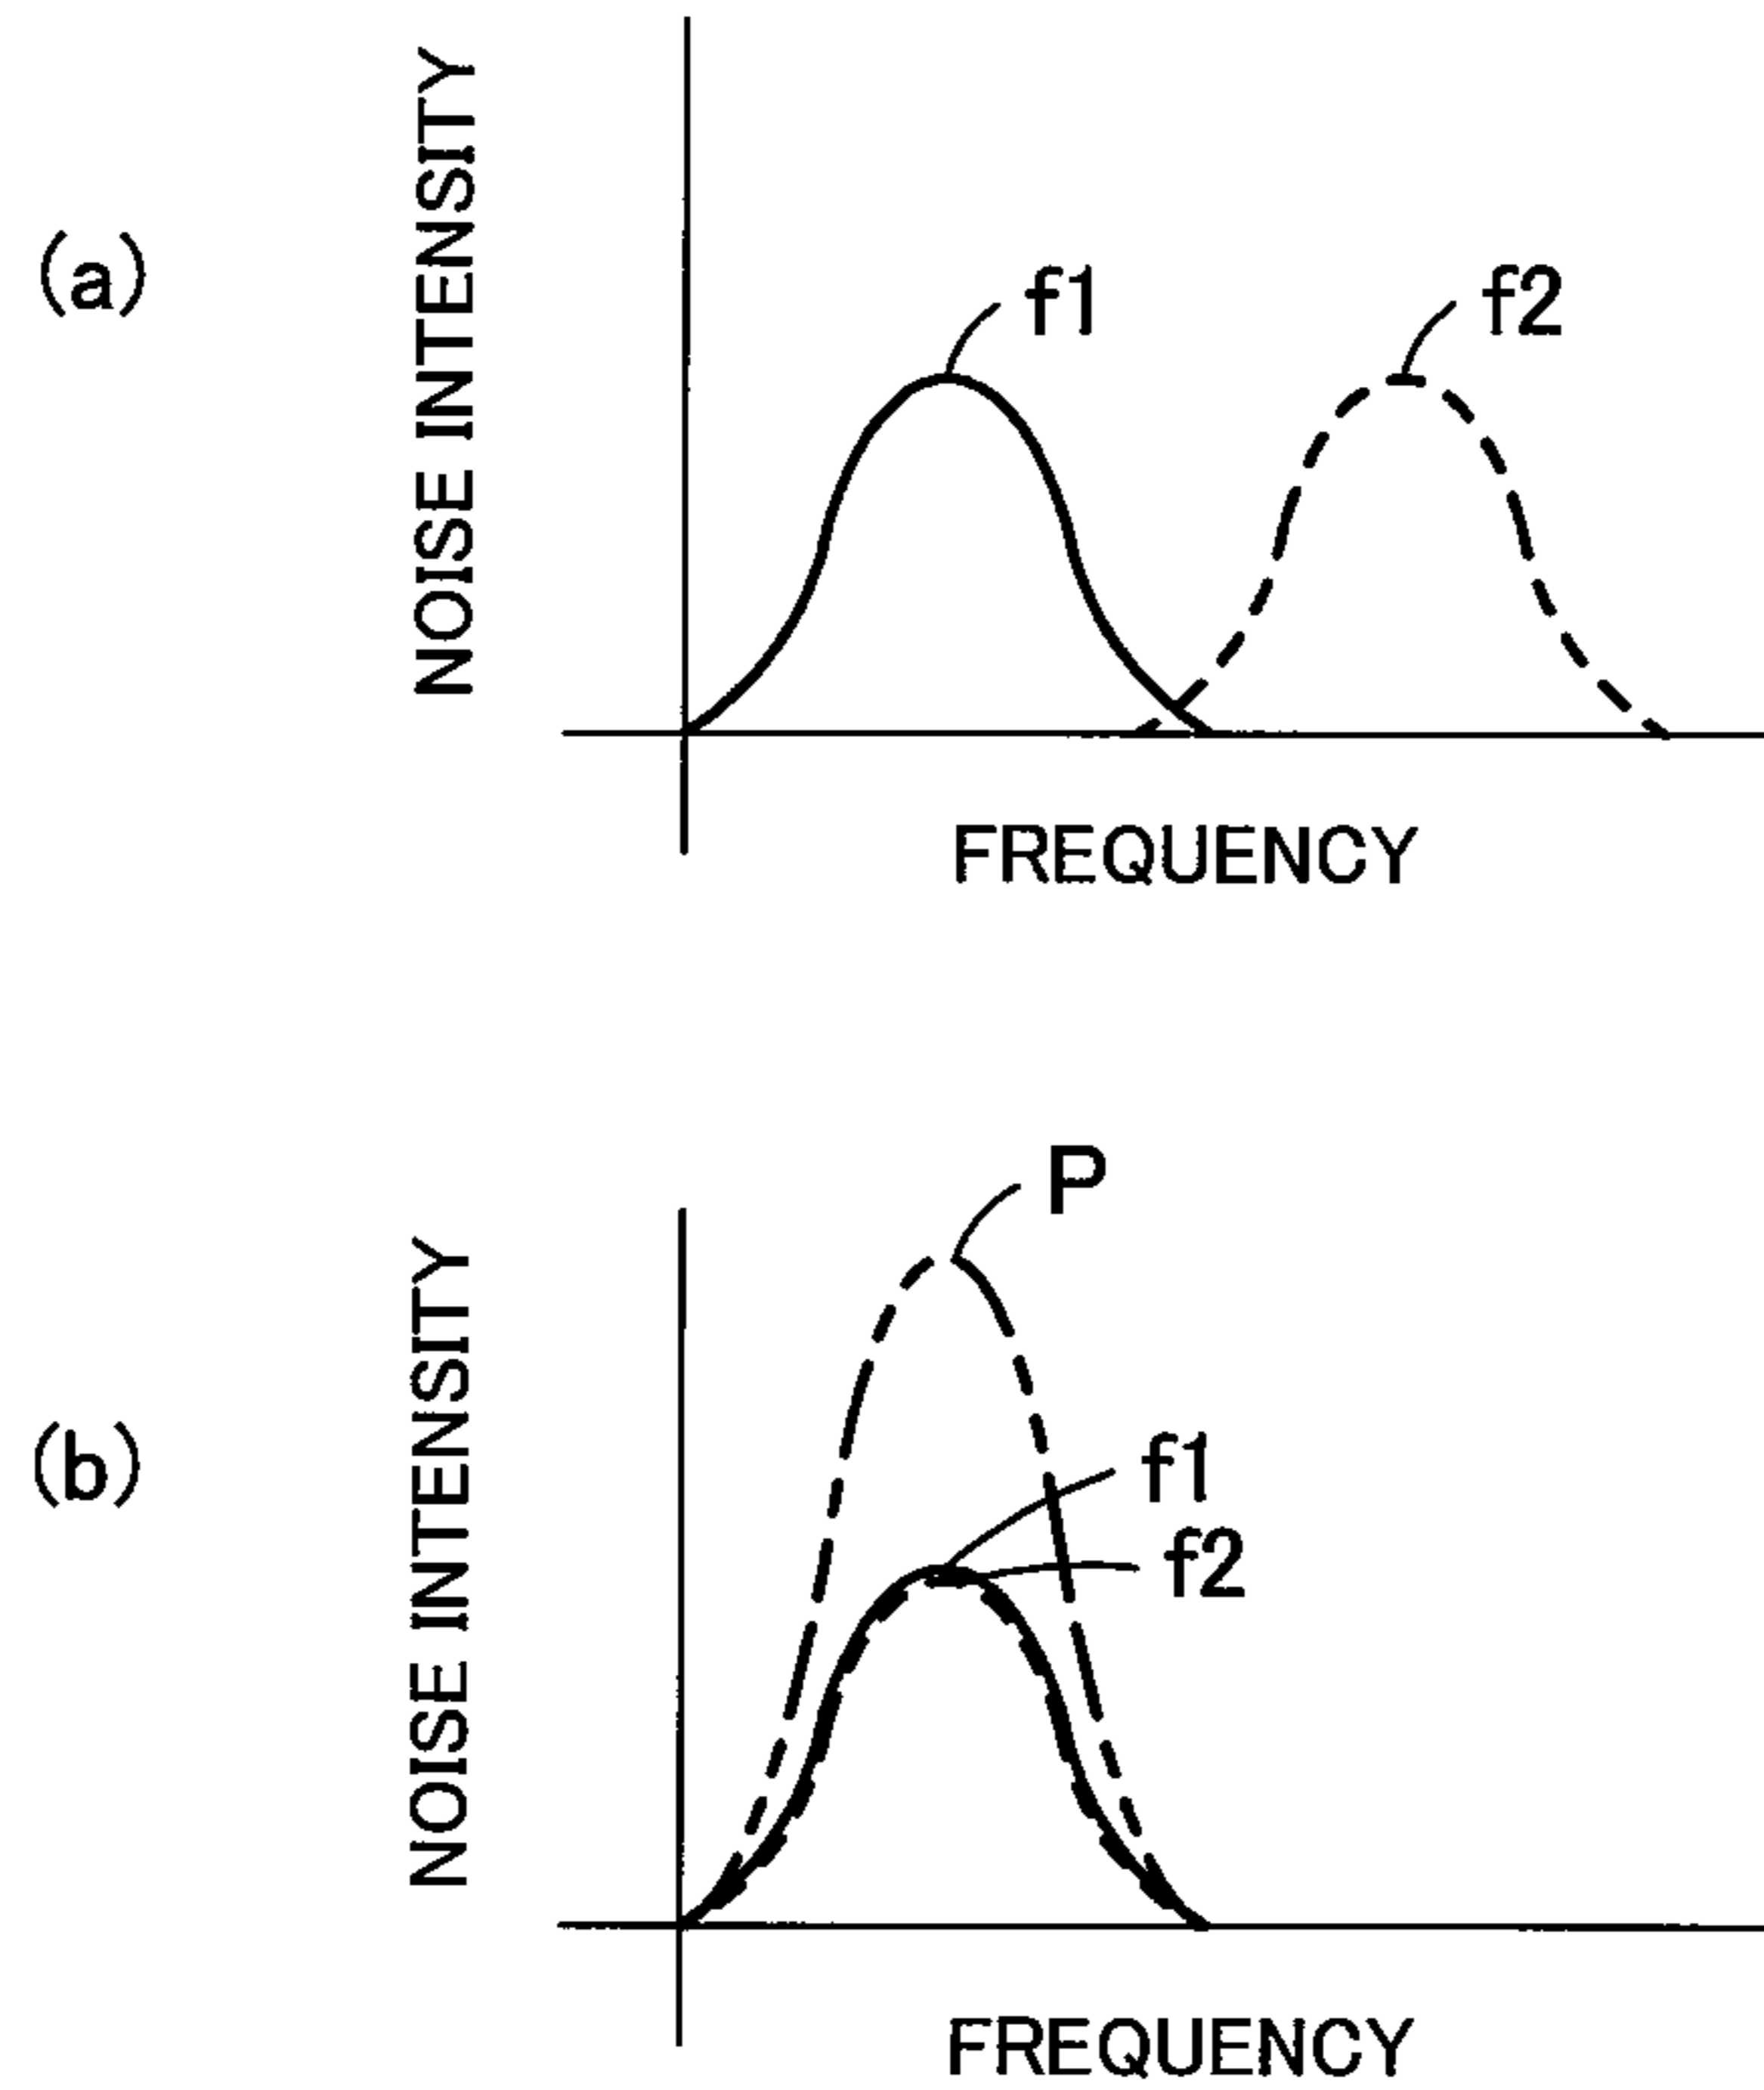 (a)
NOISE INTENSITY
f1
f2
FREQUENCY
(b)
NOISE INTENSITY
P
f1
f2
FREQUENCY